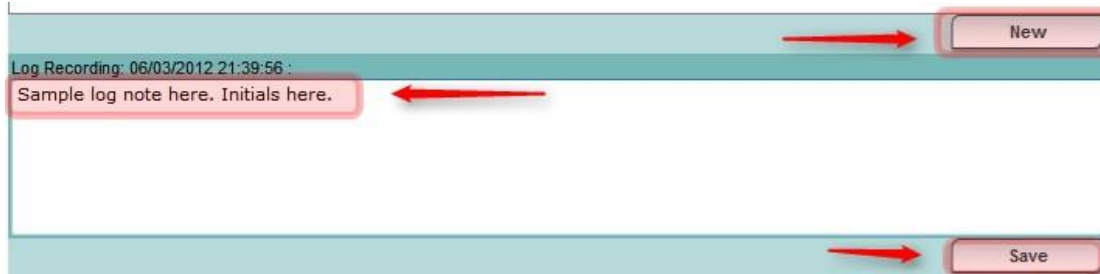 New
Log Recording: 06/03/2012 21:39:56 :
Sample log note here. Initials here.
Save